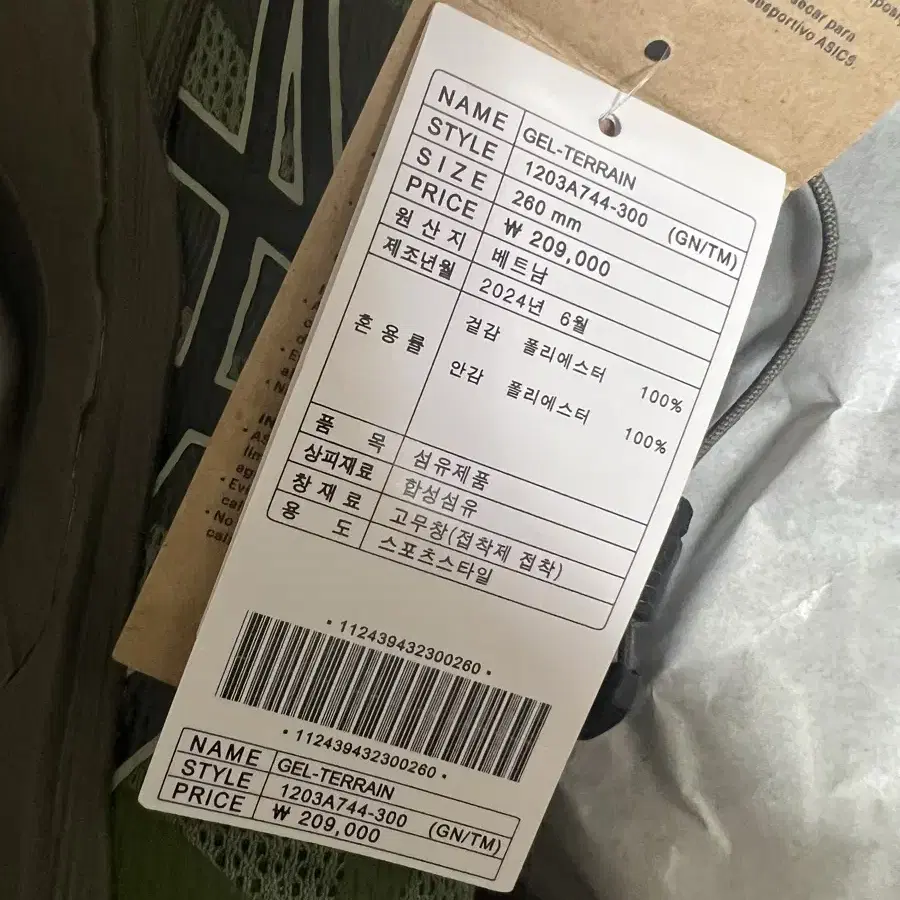 secar para
desportivo ASICS.
NAME GEL-TERRAIN
STYLE 1203A744-300 (GN/TM)
SIZE 260 mm
PRICE ₩ 209,000
원산지 베트남
제조년월 2024년 6월
혼용률 겉감 폴리에스터 100%
안감 폴리에스터 100%
품 목 섬유제품
상피재료 합성섬유
창재료 고무창(접착제 접착)
용 도 스포츠스타일
• 112439432300260 •
• 112439432300260 •
NAME GEL-TERRAIN
STYLE 1203A744-300 (GN/TM)
PRICE ₩ 209,000